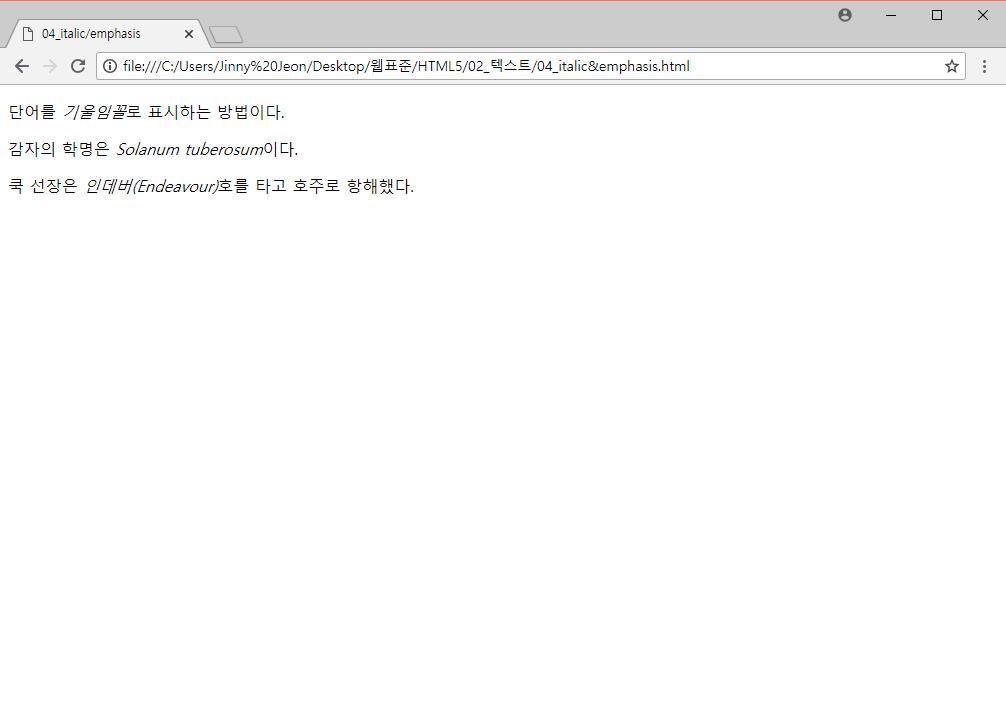 04_italic/emphasis
file:///C:/Users/Jinny%20Jeon/Desktop/웹표준/HTML5/02_텍스트/04_italic&emphasis.html
단어를 기울임꼴로 표시하는 방법이다.
감자의 학명은 Solanum tuberosum이다.
쿡 선장은 인데버(Endeavour)호를 타고 호주로 항해했다.